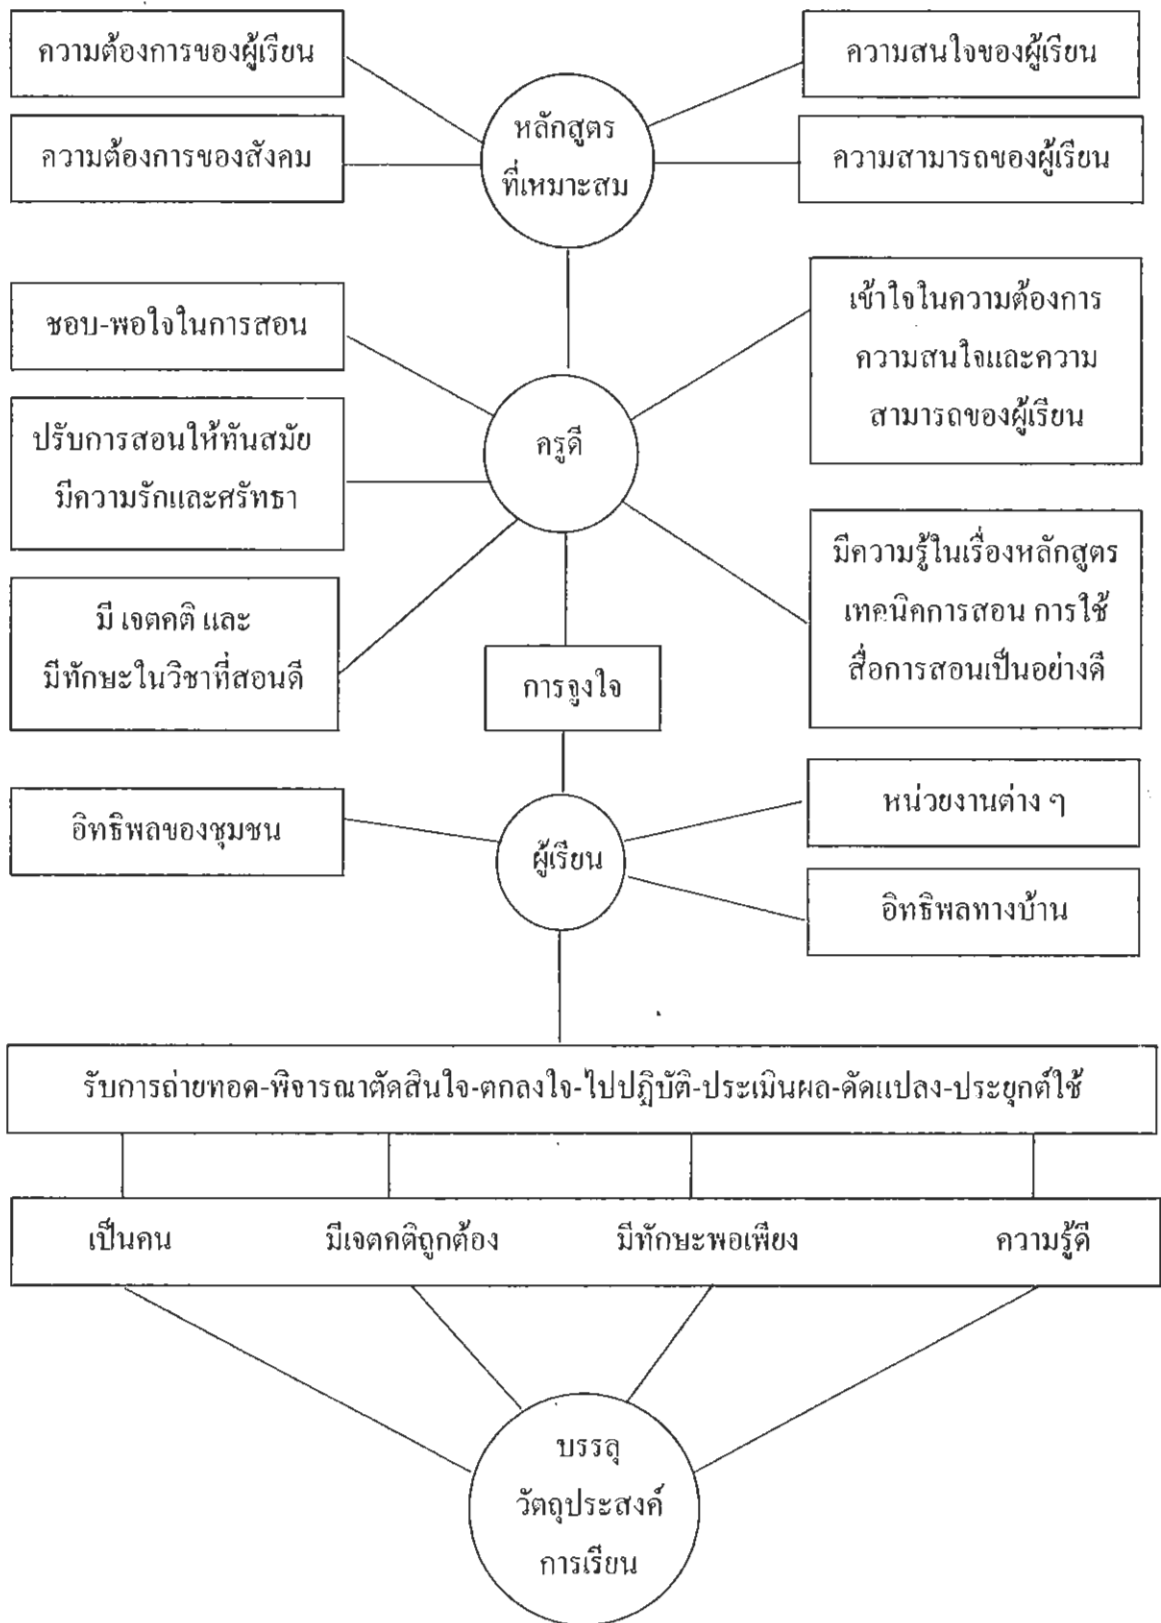 ความต้องการของผู้เรียน
ความสนใจของผู้เรียน
หลักสูตร
ที่เหมาะสม
ความต้องการของสังคม
ความสามารถของผู้เรียน
ชอบ-พอใจในการสอน
เข้าใจในความต้องการ
ความสนใจและความ
สามารถของผู้เรียน
ครูดี
ปรับการสอนให้ทันสมัย
มีความรักและศรัทธา
มีความรู้ในเรื่องหลักสูตร
เทคนิคการสอน การใช้
สื่อการสอนเป็นอย่างดี
มี เจตคติ และ
มีทักษะในวิชาที่สอนดี
การจูงใจ
อิทธิพลของชุมชน
หน่วยงานต่าง ๆ
ผู้เรียน
อิทธิพลทางบ้าน
รับการถ่ายทอด-พิจารณาตัดสินใจ-ตกลงใจ-ไปปฏิบัติ-ประเมินผล-ดัดแปลง-ประยุกต์ใช้
เป็นคน มีเจตคติถูกต้อง มีทักษะพอเพียง ความรู้ดี
บรรลุ
วัตถุประสงค์
การเรียน